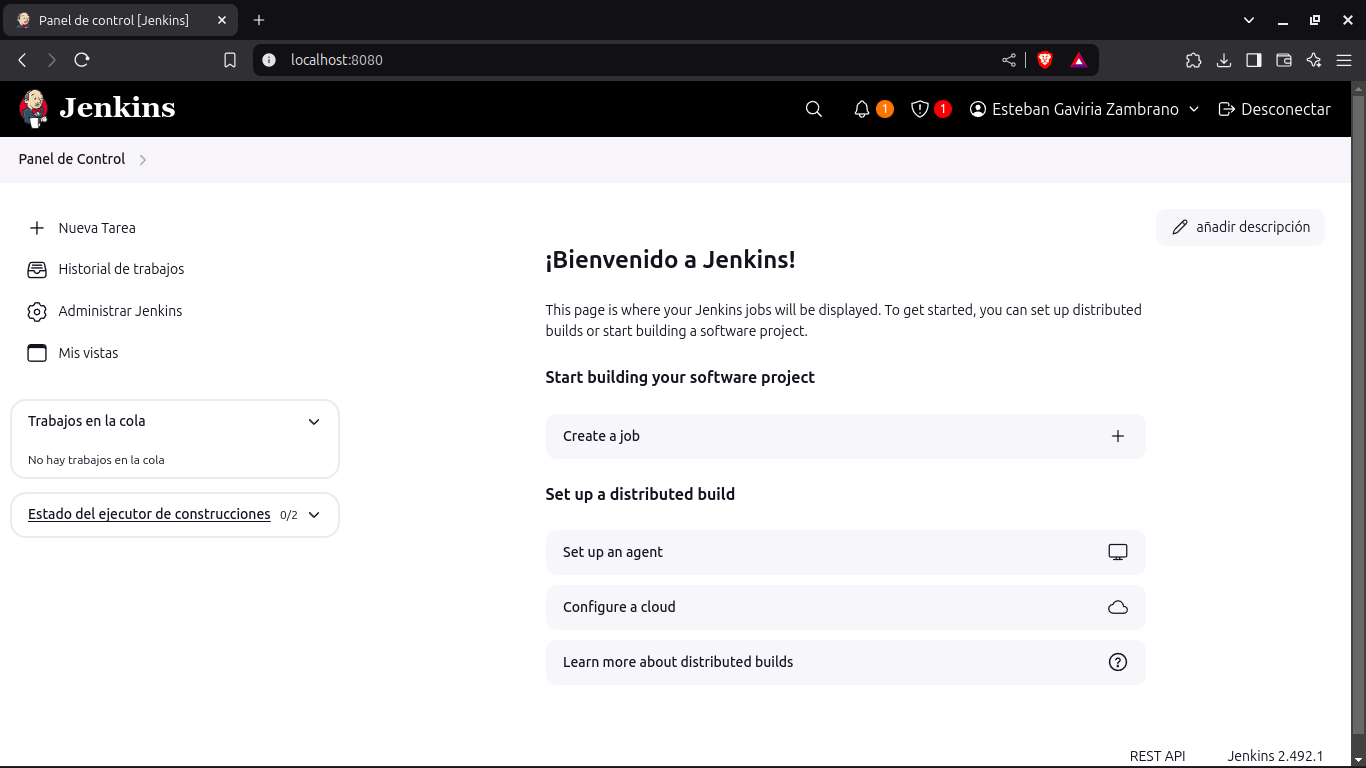 Panel de control [Jenkins]
localhost:8080
Jenkins
1
1
Esteban Gaviria Zambrano
Desconectar
Panel de Control
Nueva Tarea
Historial de trabajos
Administrar Jenkins
Mis vistas
Trabajos en la cola
No hay trabajos en la cola
Estado del ejecutor de construcciones 0/2
añadir descripción
¡Bienvenido a Jenkins!
This page is where your Jenkins jobs will be displayed. To get started, you can set up distributed
builds or start building a software project.
Start building your software project
Create a job
Set up a distributed build
Set up an agent
Configure a cloud
Learn more about distributed builds
REST API
Jenkins 2.492.1